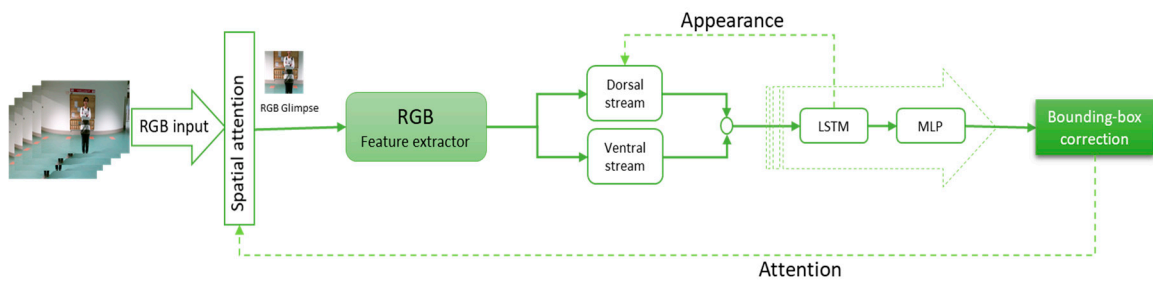 Appearance
RGB input
Spatial attention
RGB Glimpse
RGB
Feature extractor
Dorsal
stream
Ventral
stream
LSTM
MLP
Bounding-box
correction
Attention